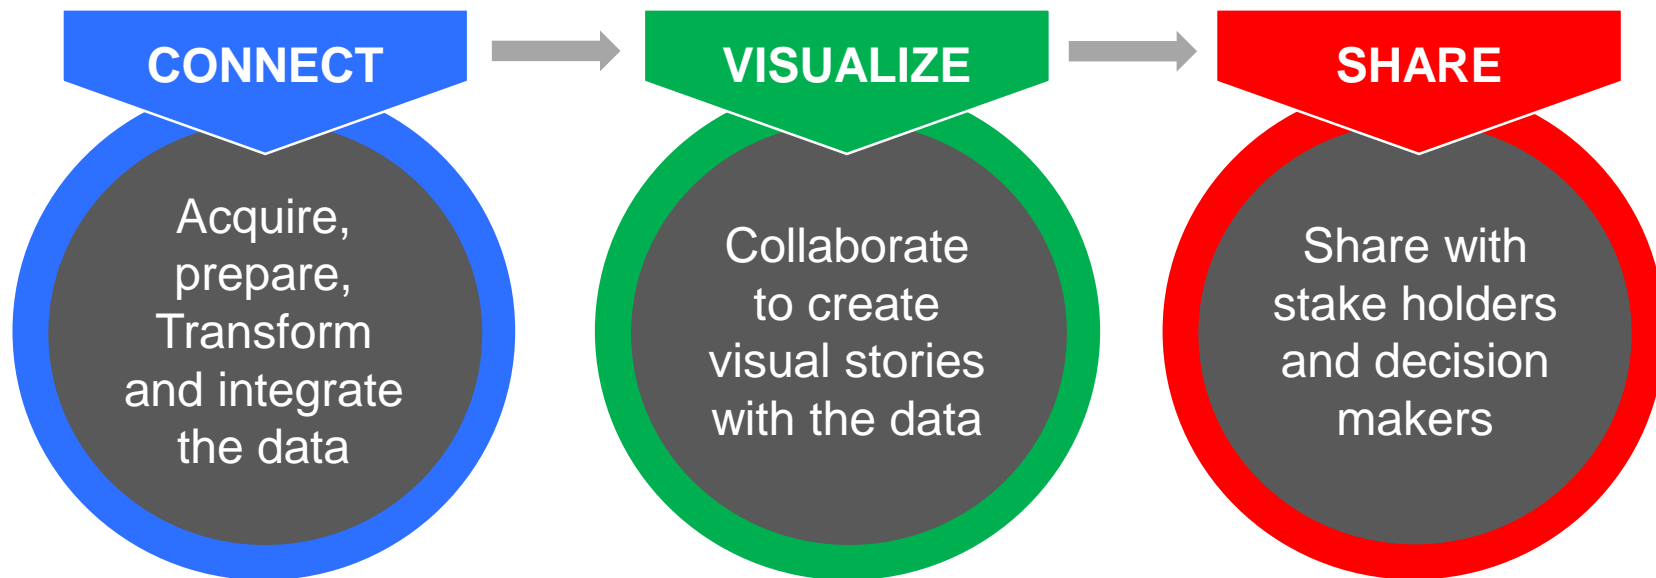 CONNECT
Acquire,
prepare,
Transform
and integrate
the data
VISUALIZE
Collaborate
to create
visual stories
with the data
SHARE
Share with
stake holders
and decision
makers